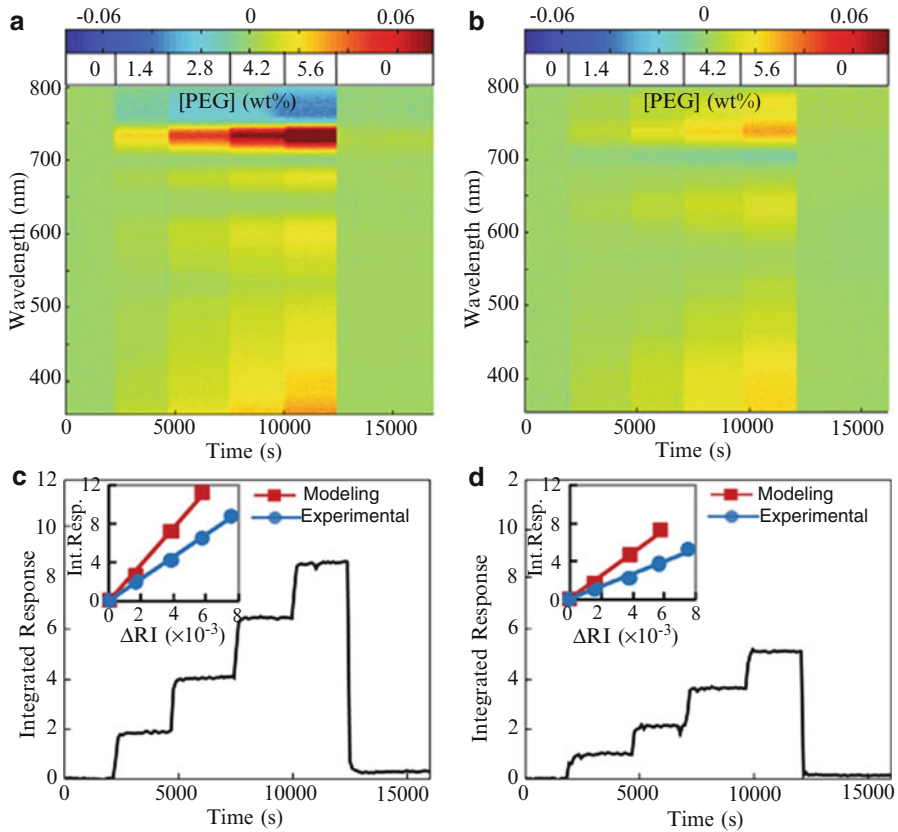 a
-0.06 0 0.06
0 1.4 2.8 4.2 5.6 0
[PEG] (wt%)
800
700
600
500
400
Wavelength (nm)
0 5000 10000 15000
Time (s)
b
-0.06 0 0.06
0 1.4 2.8 4.2 5.6 0
[PEG] (wt%)
800
700
600
500
400
Wavelength (nm)
0 5000 10000 15000
Time (s)
c
12
10
8
6
4
2
0
Integrated Response
12
8
4
0
Int.Resp.
0 2 4 6 8
ΔRI (×10-3)
Modeling
Experimental
0 5000 10000 15000
Time (s)
d
2
2
8
6
4
2
0
Integrated Response
12
8
4
0
Int.Resp.
0 2 4 6 8
ΔRI (×10-3)
Modeling
Experimental
0 5000 10000 15000
Time (s)